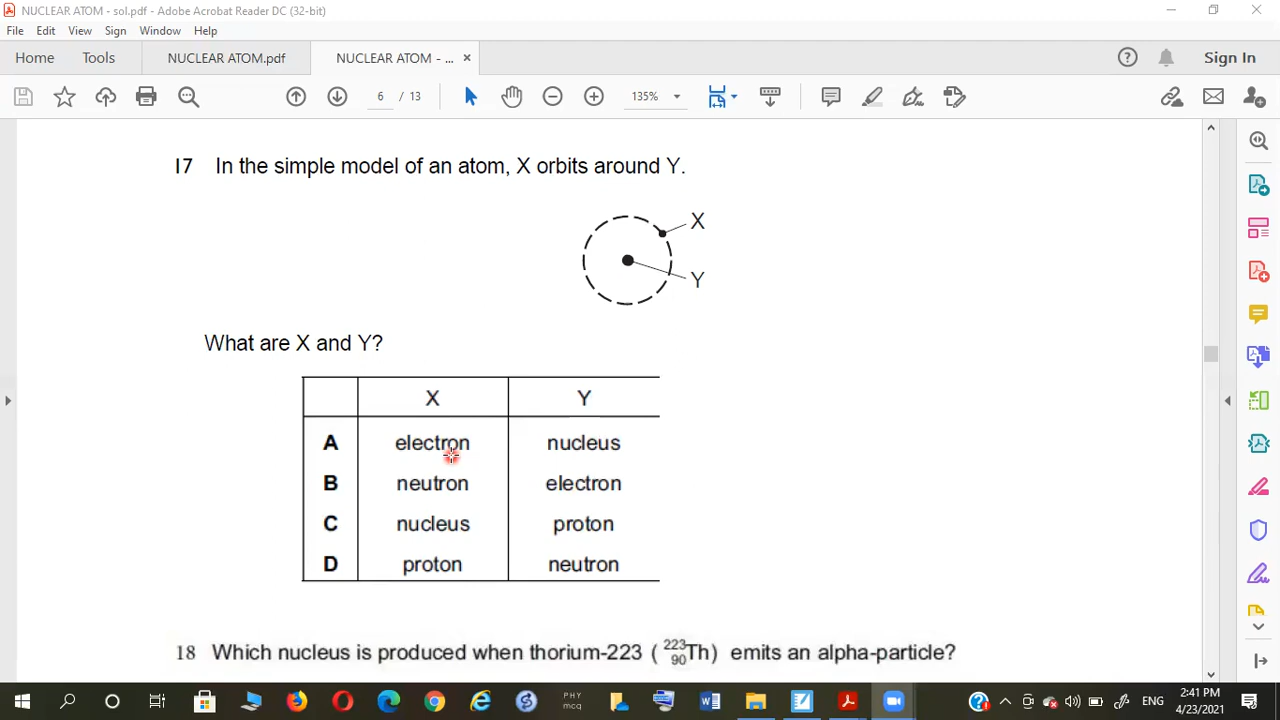 NUCLEAR ATOM - sol.pdf - Adobe Acrobat Reader DC (32-bit)
File Edit View Sign Window Help
Home Tools NUCLEAR ATOM.pdf NUCLEAR ATOM - ... × Sign In
6 / 13 135%
17 In the simple model of an atom, X orbits around Y.
X
Y
What are X and Y?
X Y
A electron nucleus
B neutron electron
C nucleus proton
D proton neutron
18 Which nucleus is produced when thorium-223 ( ²²³₉₀Th) emits an alpha-particle?
PHY
mcq
ENG
2:41 PM
4/23/2021